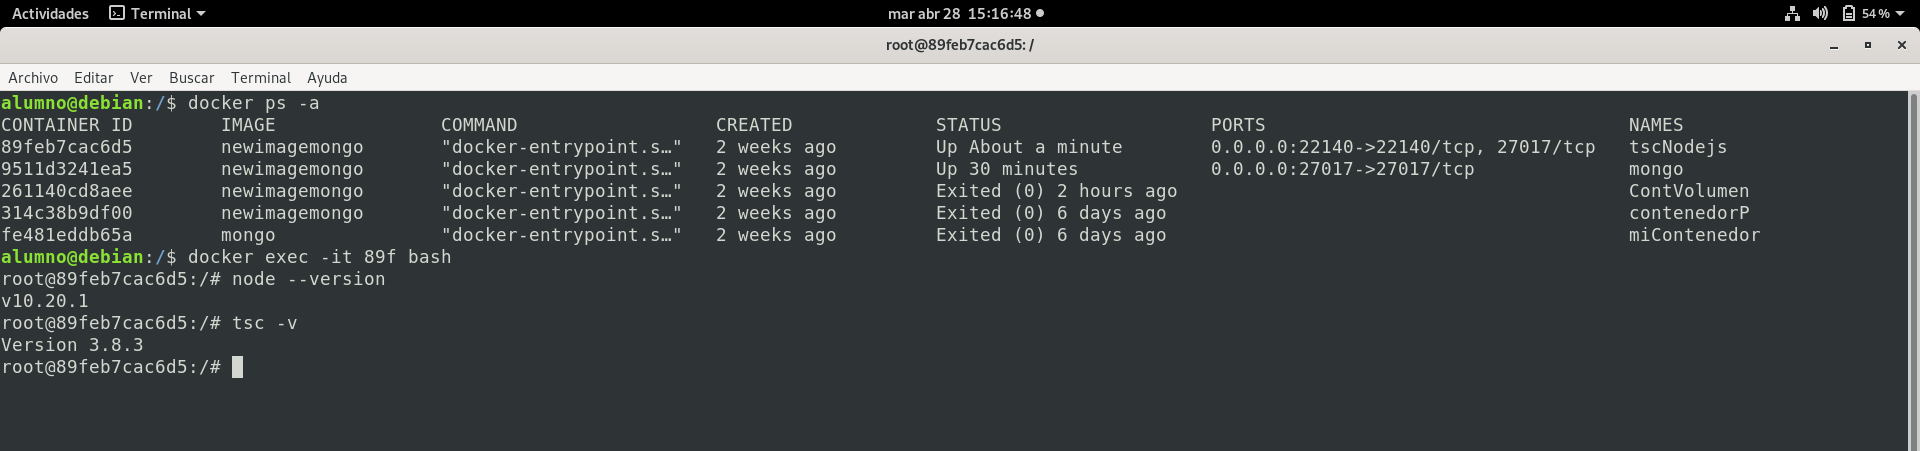 Actividades Terminal mar abr 28 15:16:48 54 %
root@89feb7cac6d5: /
Archivo Editar Ver Buscar Terminal Ayuda
alumno@debian:/$ docker ps -a
CONTAINER ID IMAGE COMMAND CREATED STATUS PORTS NAMES
89feb7cac6d5 newimagemongo "docker-entrypoint.s…" 2 weeks ago Up About a minute 0.0.0.0:22140->22140/tcp, 27017/tcp tscNodejs
9511d3241ea5 newimagemongo "docker-entrypoint.s…" 2 weeks ago Up 30 minutes 0.0.0.0:27017->27017/tcp mongo
261140cd8aee newimagemongo "docker-entrypoint.s…" 2 weeks ago Exited (0) 2 hours ago ContVolumen
314c38b9df00 newimagemongo "docker-entrypoint.s…" 2 weeks ago Exited (0) 6 days ago contenedorP
fe481eddb65a mongo "docker-entrypoint.s…" 2 weeks ago Exited (0) 6 days ago miContenedor
alumno@debian:/$ docker exec -it 89f bash
root@89feb7cac6d5:/# node --version
v10.20.1
root@89feb7cac6d5:/# tsc -v
Version 3.8.3
root@89feb7cac6d5:/#